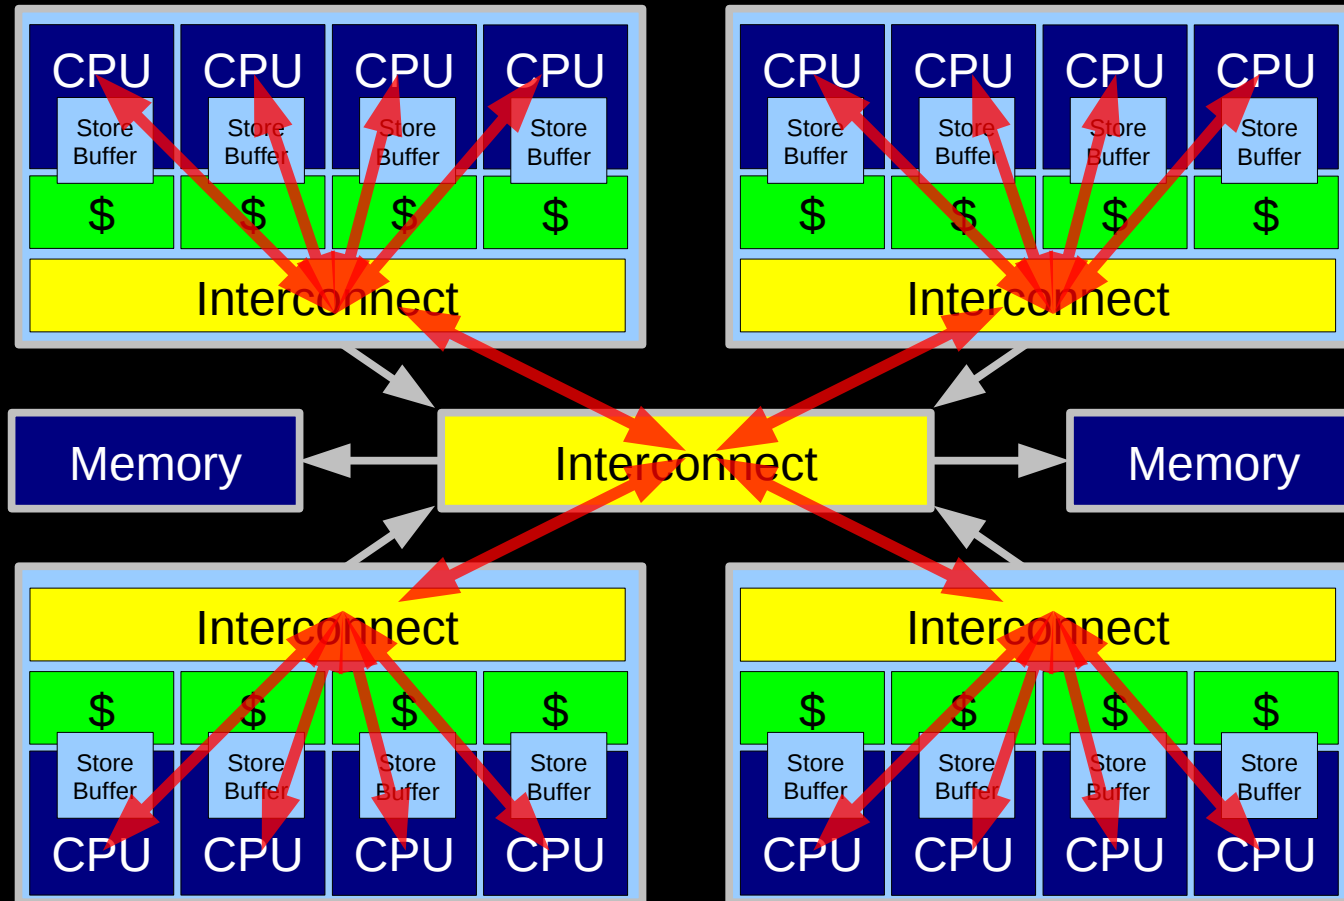 CPU CPU CPU CPU CPU CPU CPU CPU
Store Store Store Store Store Store Store Store
Buffer Buffer Buffer Buffer Buffer Buffer Buffer Buffer
$ $ $ $ $ $ $ $
Interconnect Interconnect
Memory Interconnect Memory
Interconnect Interconnect
$ $ $ $ $ $ $ $
Store Store Store Store Store Store Store Store
Buffer Buffer Buffer Buffer Buffer Buffer Buffer Buffer
CPU CPU CPU CPU CPU CPU CPU CPU